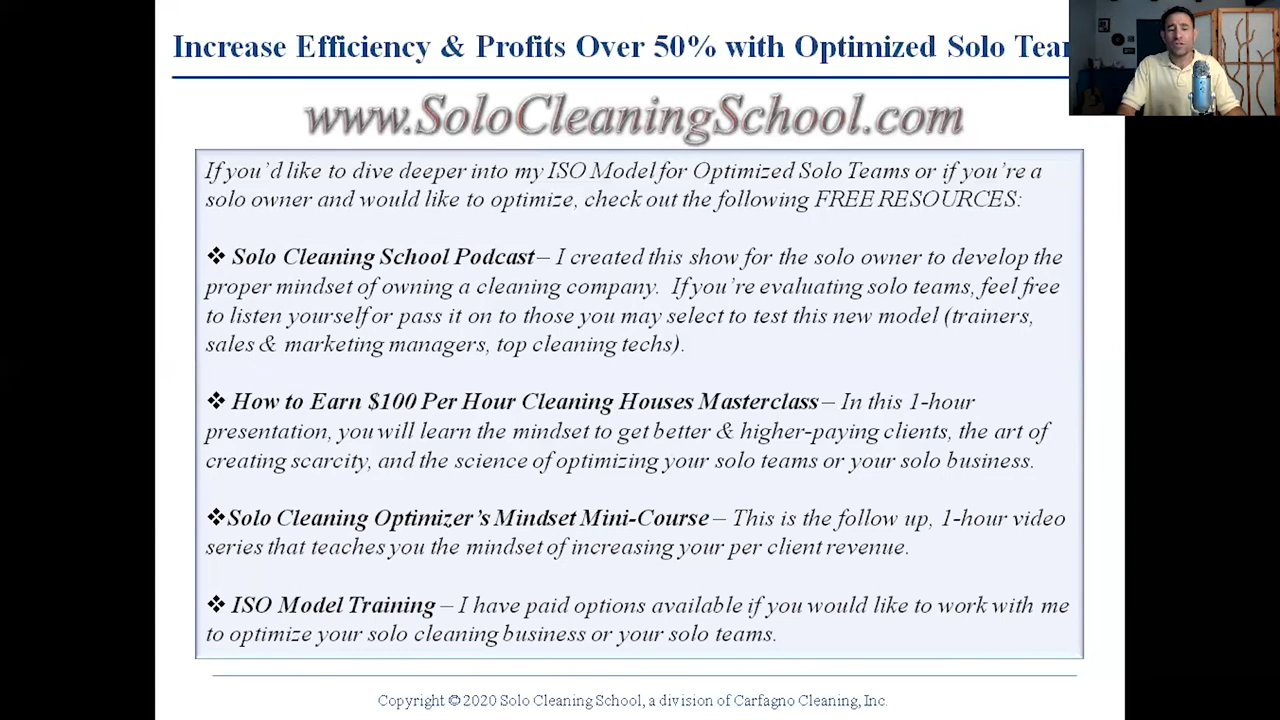 Increase Efficiency & Profits Over 50% with Optimized Solo
www.SoloCleaningSchool.com
If you'd like to dive deeper into my ISO Model for Optimized Solo Teams or if you're a
solo owner and would like to optimize, check out the following FREE RESOURCES:
❖ Solo Cleaning School Podcast – I created this show for the solo owner to develop the
proper mindset of owning a cleaning company. If you're evaluating solo teams, feel free
to listen yourself or pass it on to those you may select to test this new model (trainers,
sales & marketing managers, top cleaning techs).
❖ How to Earn $100 Per Hour Cleaning Houses Masterclass – In this 1-hour
presentation, you will learn the mindset to get better & higher-paying clients, the art of
creating scarcity, and the science of optimizing your solo teams or your solo business.
❖Solo Cleaning Optimizer's Mindset Mini-Course – This is the follow up, 1-hour video
series that teaches you the mindset of increasing your per client revenue.
❖ ISO Model Training – I have paid options available if you would like to work with me
to optimize your solo cleaning business or your solo teams.
Copyright © 2020 Solo Cleaning School, a division of Carfagno Cleaning, Inc.